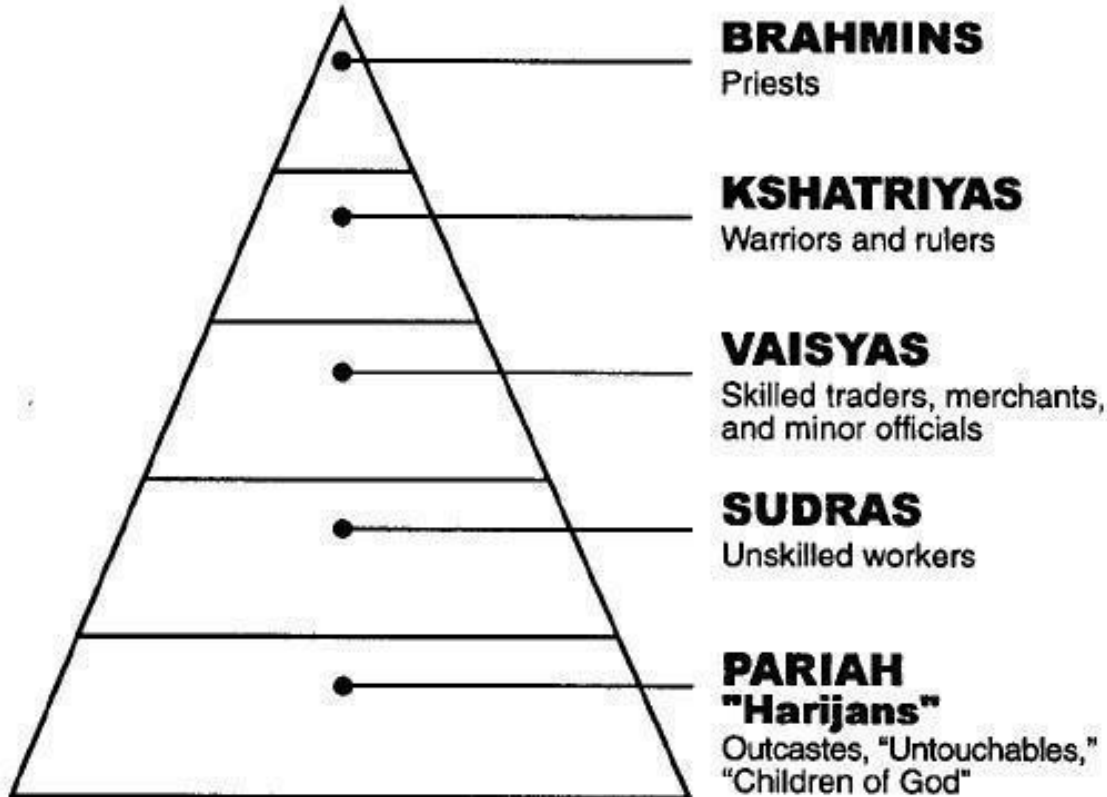 BRAHMINS
Priests
KSHATRIYAS
Warriors and rulers
VAISYAS
Skilled traders, merchants,
and minor officials
SUDRAS
Unskilled workers
PARIAH
"Harijans"
Outcastes, “Untouchables,”
“Children of God”